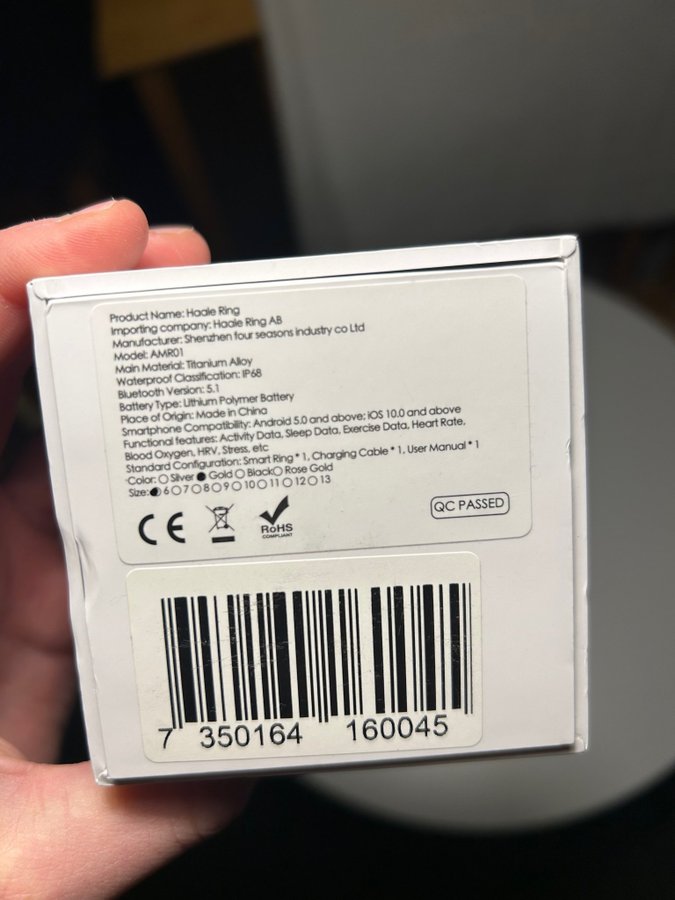 Product Name: Haale Ring
Importing company: Haale Ring AB
Manufacturer: Shenzhen four seasons industry co Ltd
Model: AMR01
Main Material: Titanium Alloy
Waterproof Classification: IP68
Bluetooth Version: 5.1
Battery Type: Lithium Polymer Battery
Place of Origin: Made in China
Smartphone Compatibility: Android 5.0 and above; iOS 10.0 and above
Functional features: Activity Data, Sleep Data, Exercise Data, Heart Rate,
Blood Oxygen, HRV, Stress, etc
Standard Configuration: Smart Ring * 1, Charging Cable * 1, User Manual * 1
Color: ○ Silver ● Gold ○ Black ○ Rose Gold
Size: ● 6 ○ 7 ○ 8 ○ 9 ○ 10 ○ 11 ○ 12 ○ 13
CE
RoHS
COMPLIANT
QC PASSED
7 350164 160045